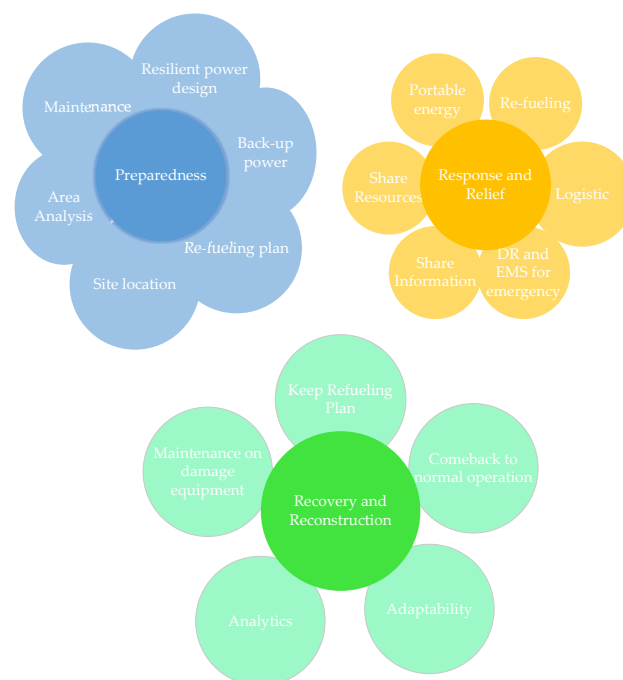 Resilient power
design
Maintenance
Back-up
power
Preparedness
Area
Analysis
Re-fueling plan
Site location
Portable
energy
Re-fueling
Response and
Relief
Share
Resources
Logistic
Share
Information
DR and
EMS for
emergency
Keep Refueling
Plan
Maintenance on
damage
equipment
Comeback to
normal operation
Recovery and
Reconstruction
Analytics
Adaptability